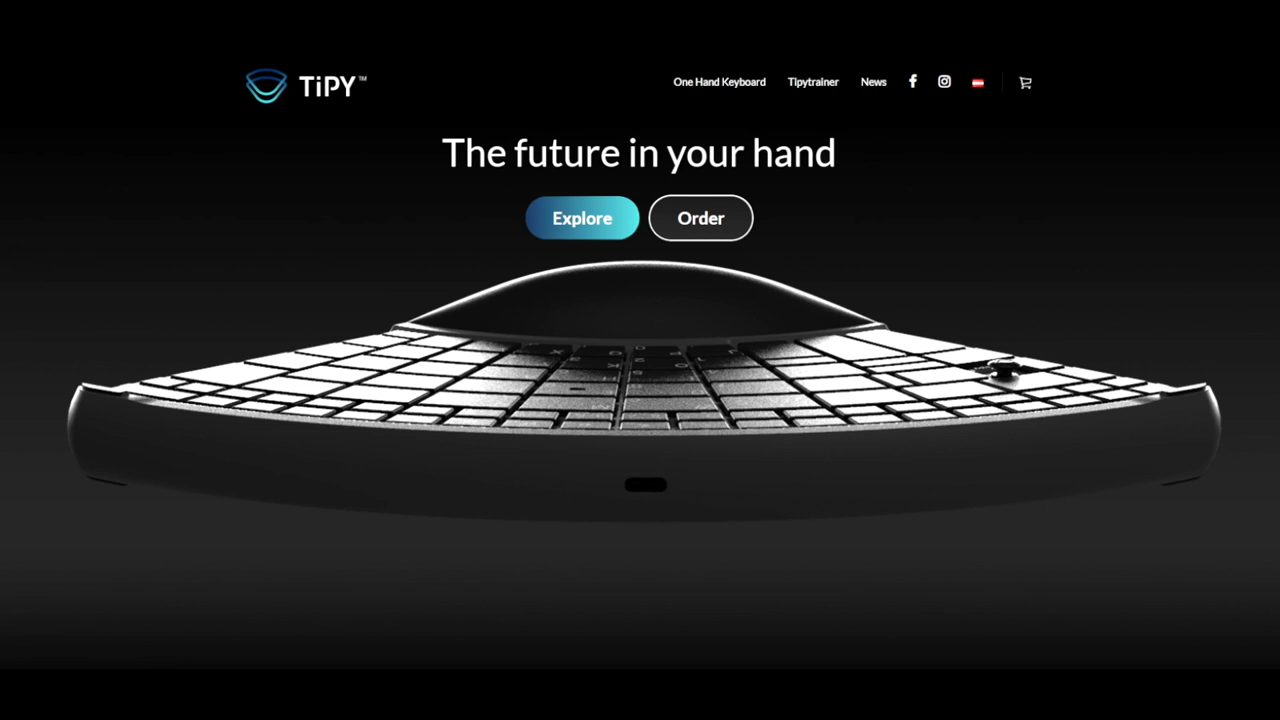 TiPY™
One Hand Keyboard
Tipytrainer
News
The future in your hand
Explore
Order